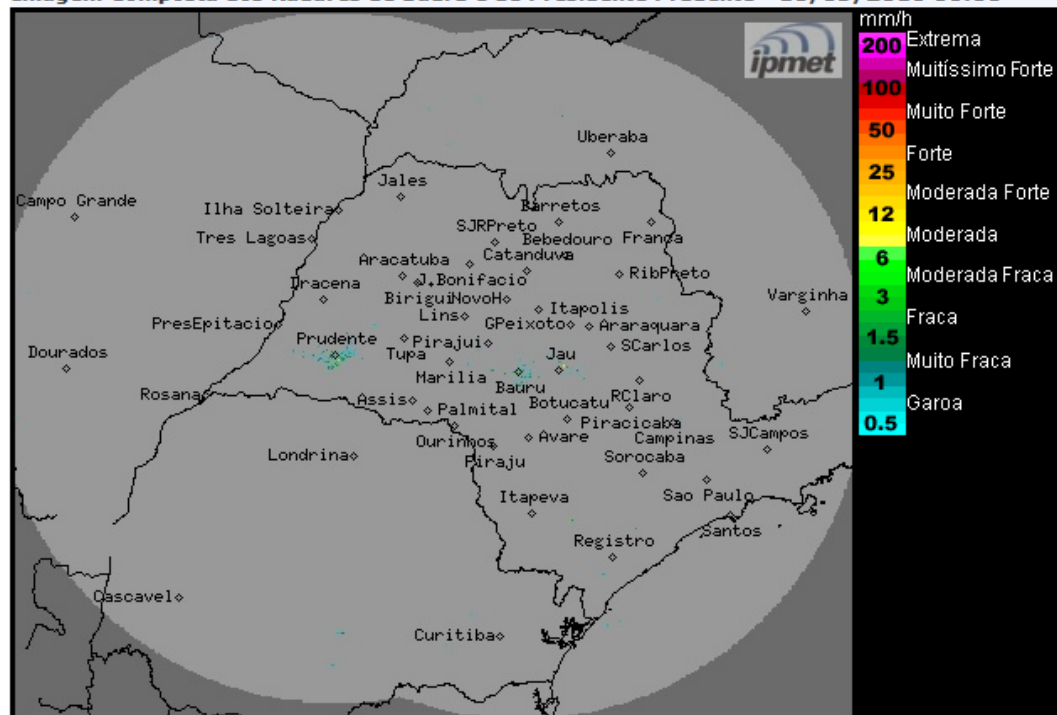 mm/h
ipmet
200 Extrema
Muitíssimo Forte
100
Muito Forte
50
Forte
25
Moderada Forte
12
Moderada
6
Moderada Fraca
3
Fraca
1.5
Muito Fraca
1
Garoa
0.5
Uberaba
Jales
Campo Grande
Ilha Solteira
Barretos
SJRPreto
Tres Lagoas
Bebedouro Franca
Aracatuba
Catanduva
Dracena
J.Bonifacio
RibPreto
Birigui NovoH
Varginha
Itapolis
Lins
PresEpitacio
GPeixoto
Araraquara
Prudente
Pirajui
SCarlos
Dourados
Tupa
Jau
Marilia
Bauru
Rosana
Assis
RClaro
Botucatu
Palmital
Piracicaba
Ourinhos
Avare
Campinas
SJCampos
Londrina
Piraju
Sorocaba
Itapeva
Sao Paulo
Santos
Registro
Cascavel
Curitiba